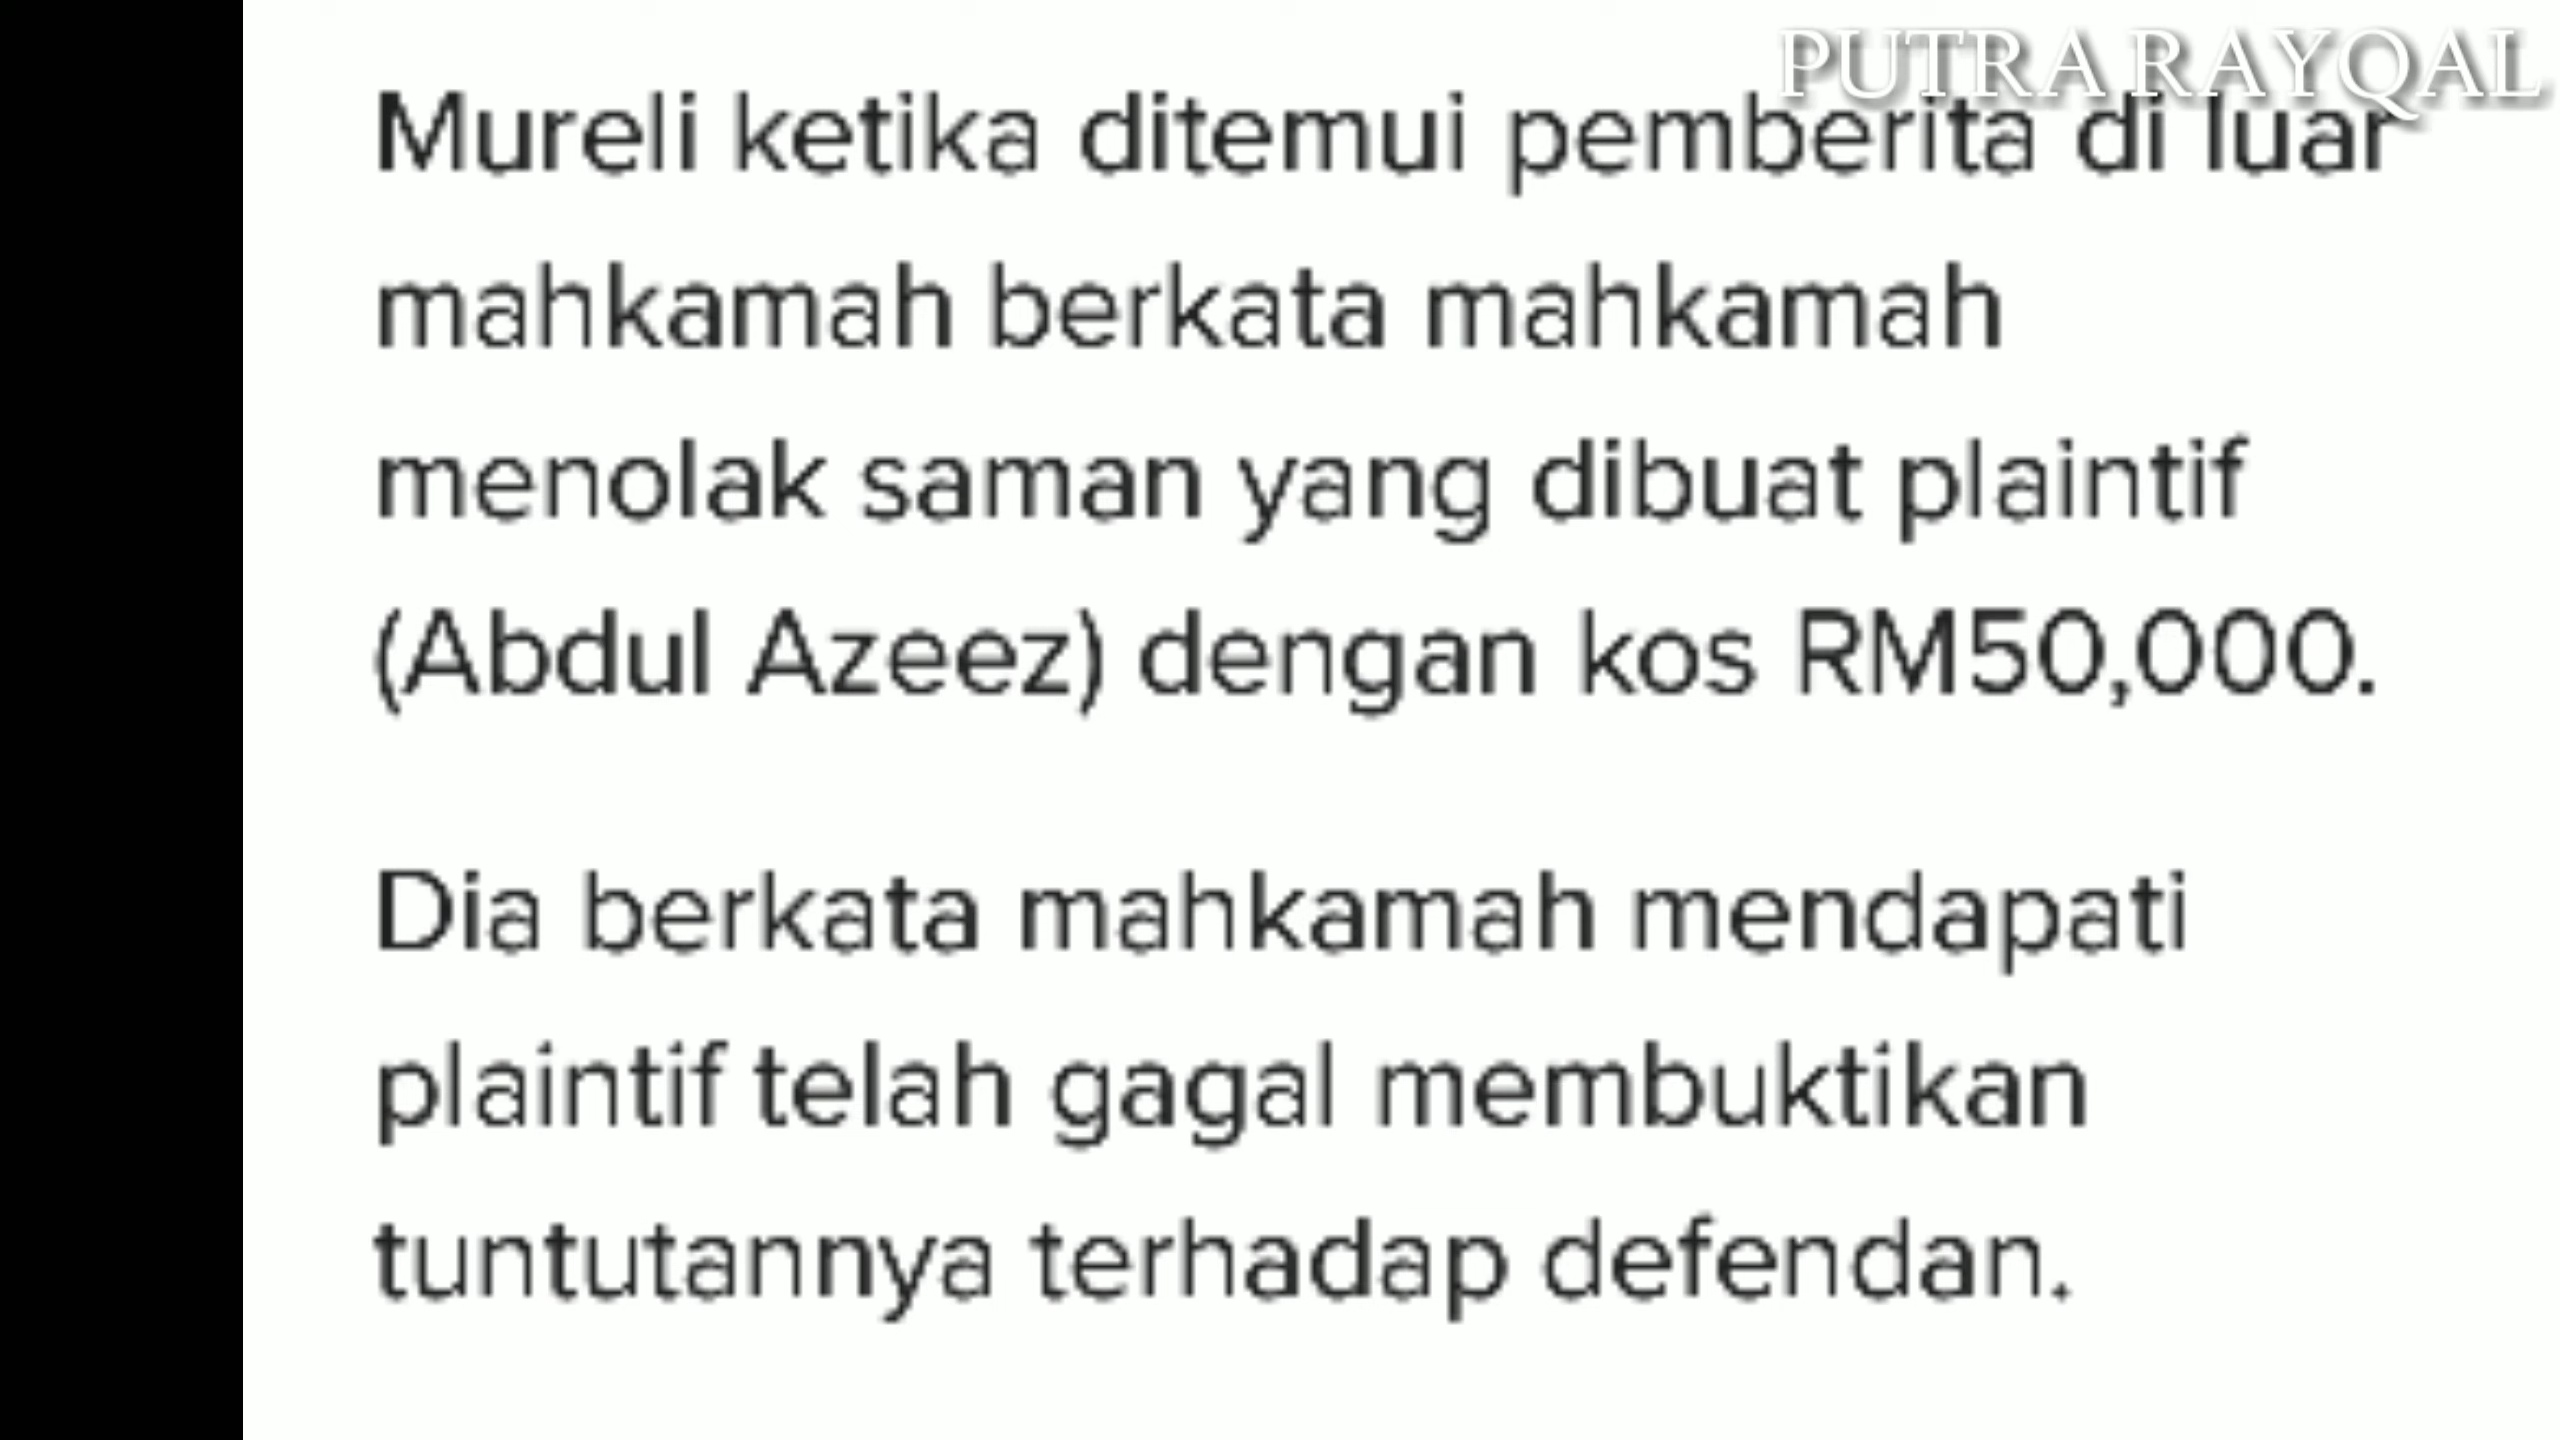 PUTRA RAYQAL
Mureli ketika ditemui pemberita di luar
mahkamah berkata mahkamah
menolak saman yang dibuat plaintif
(Abdul Azeez) dengan kos RM50,000.
Dia berkata mahkamah mendapati
plaintif telah gagal membuktikan
tuntutannya terhadap defendan.